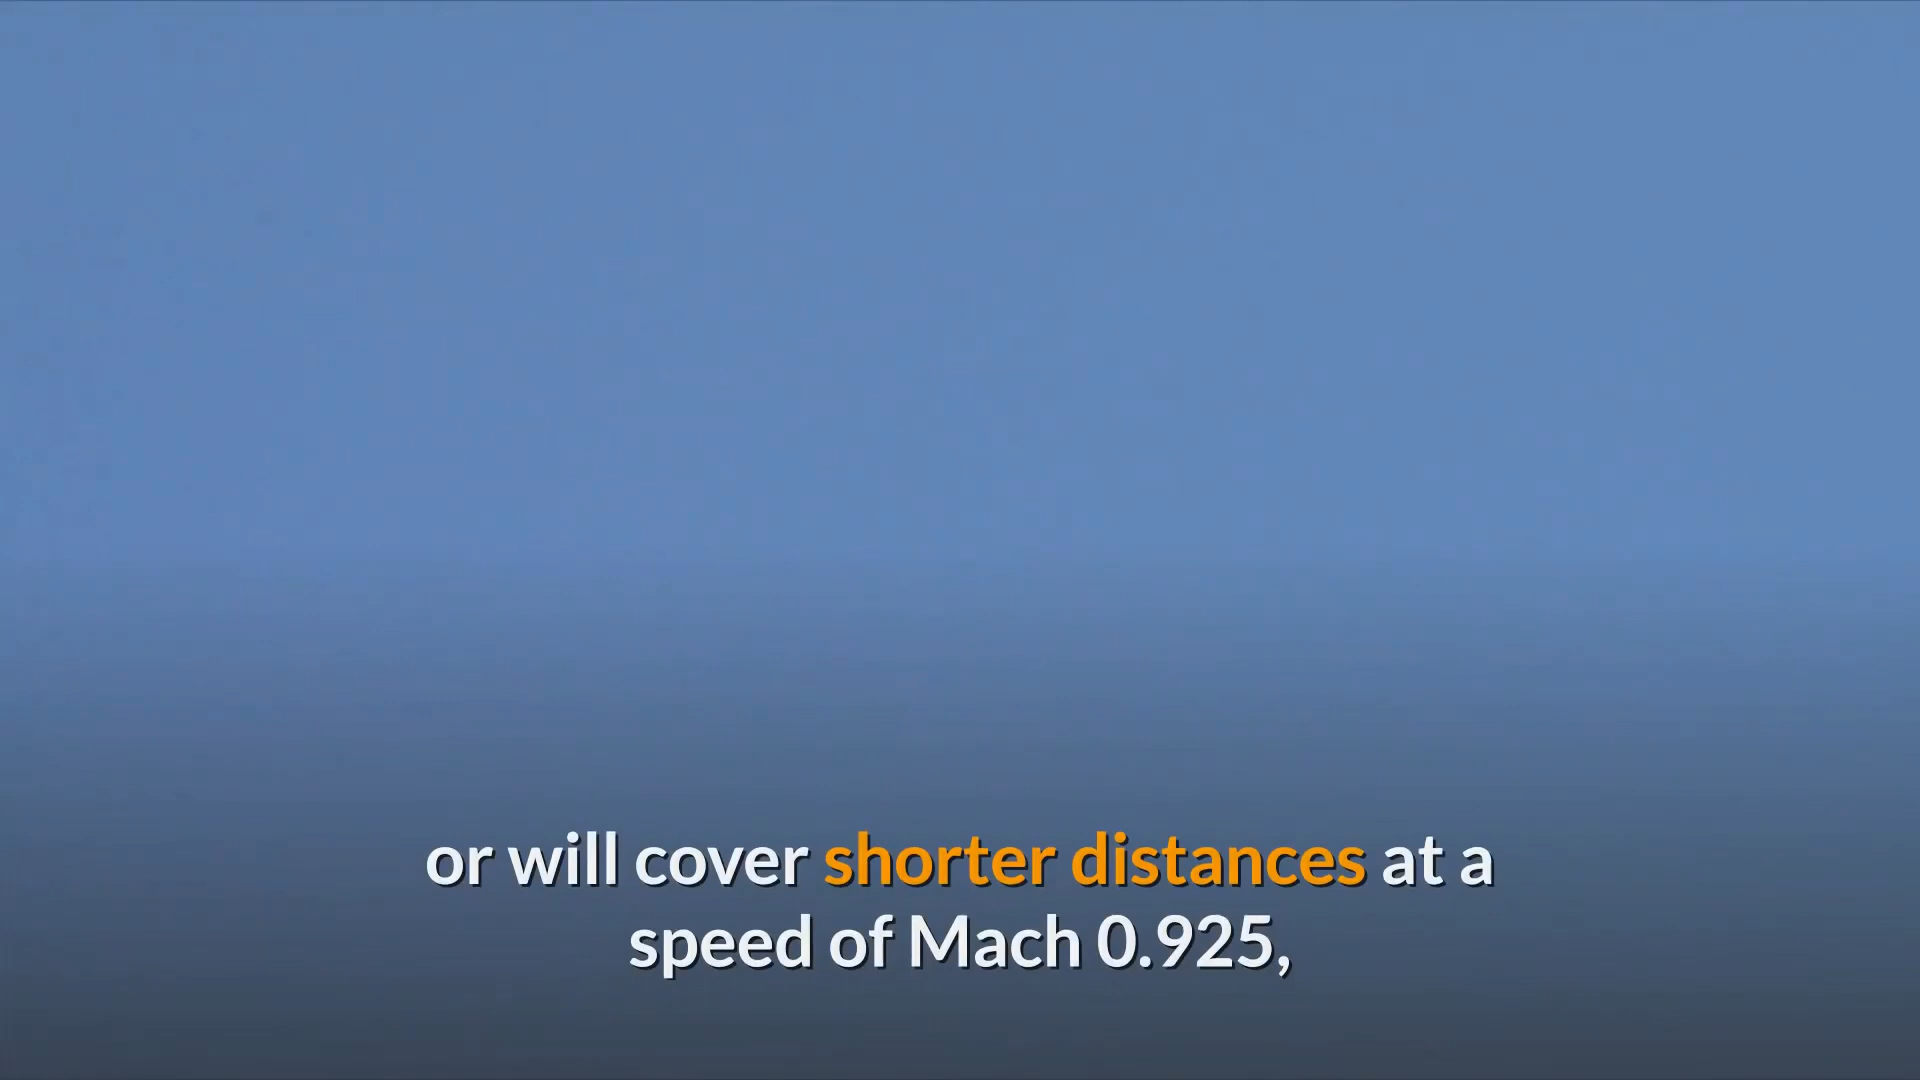 or will cover shorter distances at a
speed of Mach 0.925,